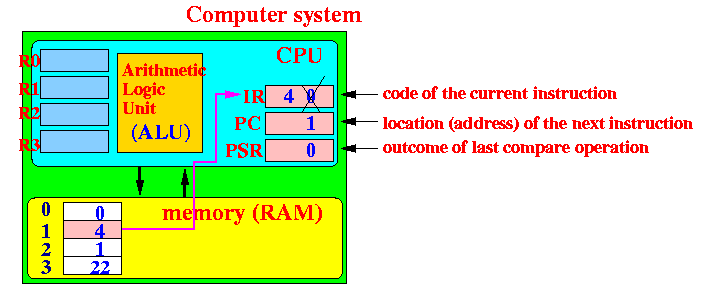 Computer system
CPU
R0
R1
R2
R3
Arithmetic
Logic
Unit
(ALU)
IR 4 0
PC 1
PSR 0
code of the current instruction
location (address) of the next instruction
outcome of last compare operation
memory (RAM)
0 0
1 4
2 1
3 22